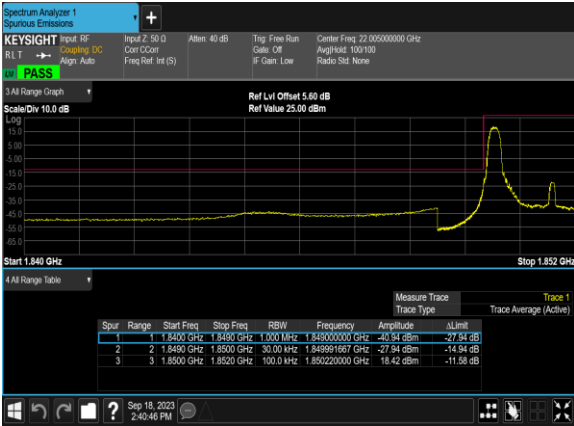 Spectrum Analyzer 1
Spurious Emissions
KEYSIGHT Input: RF Input Z: 50 Ω Atten: 40 dB Trig: Free Run Center Freq: 22.005000000 GHz
RLT Coupling: DC Corr CCorr Gate: Off Avg|Hold: 100/100
Align: Auto Freq Ref: Int (S) IF Gain: Low Radio Std: None
LW PASS
3 All Range Graph
Ref Lvl Offset 5.60 dB
Scale/Div 10.0 dB Ref Value 25.00 dBm
Log
15.0
5.00
-5.00
-15.0
-25.0
-35.0
-45.0
-55.0
-65.0
Start 1.840 GHz Stop 1.852 GHz
4 All Range Table
Measure Trace Trace 1
Trace Type Trace Average (Active)
Spur Range Start Freq Stop Freq RBW Frequency Amplitude ΔLimit
1 1 1.8400 GHz 1.8490 GHz 1.000 MHz 1.849000000 GHz -40.94 dBm -27.94 dB
2 2 1.8490 GHz 1.8500 GHz 30.00 kHz 1.849991667 GHz -27.94 dBm -14.94 dB
3 3 1.8500 GHz 1.8520 GHz 100.0 kHz 1.850220000 GHz 18.42 dBm -11.58 dB
Sep 18, 2023
2:40:46 PM